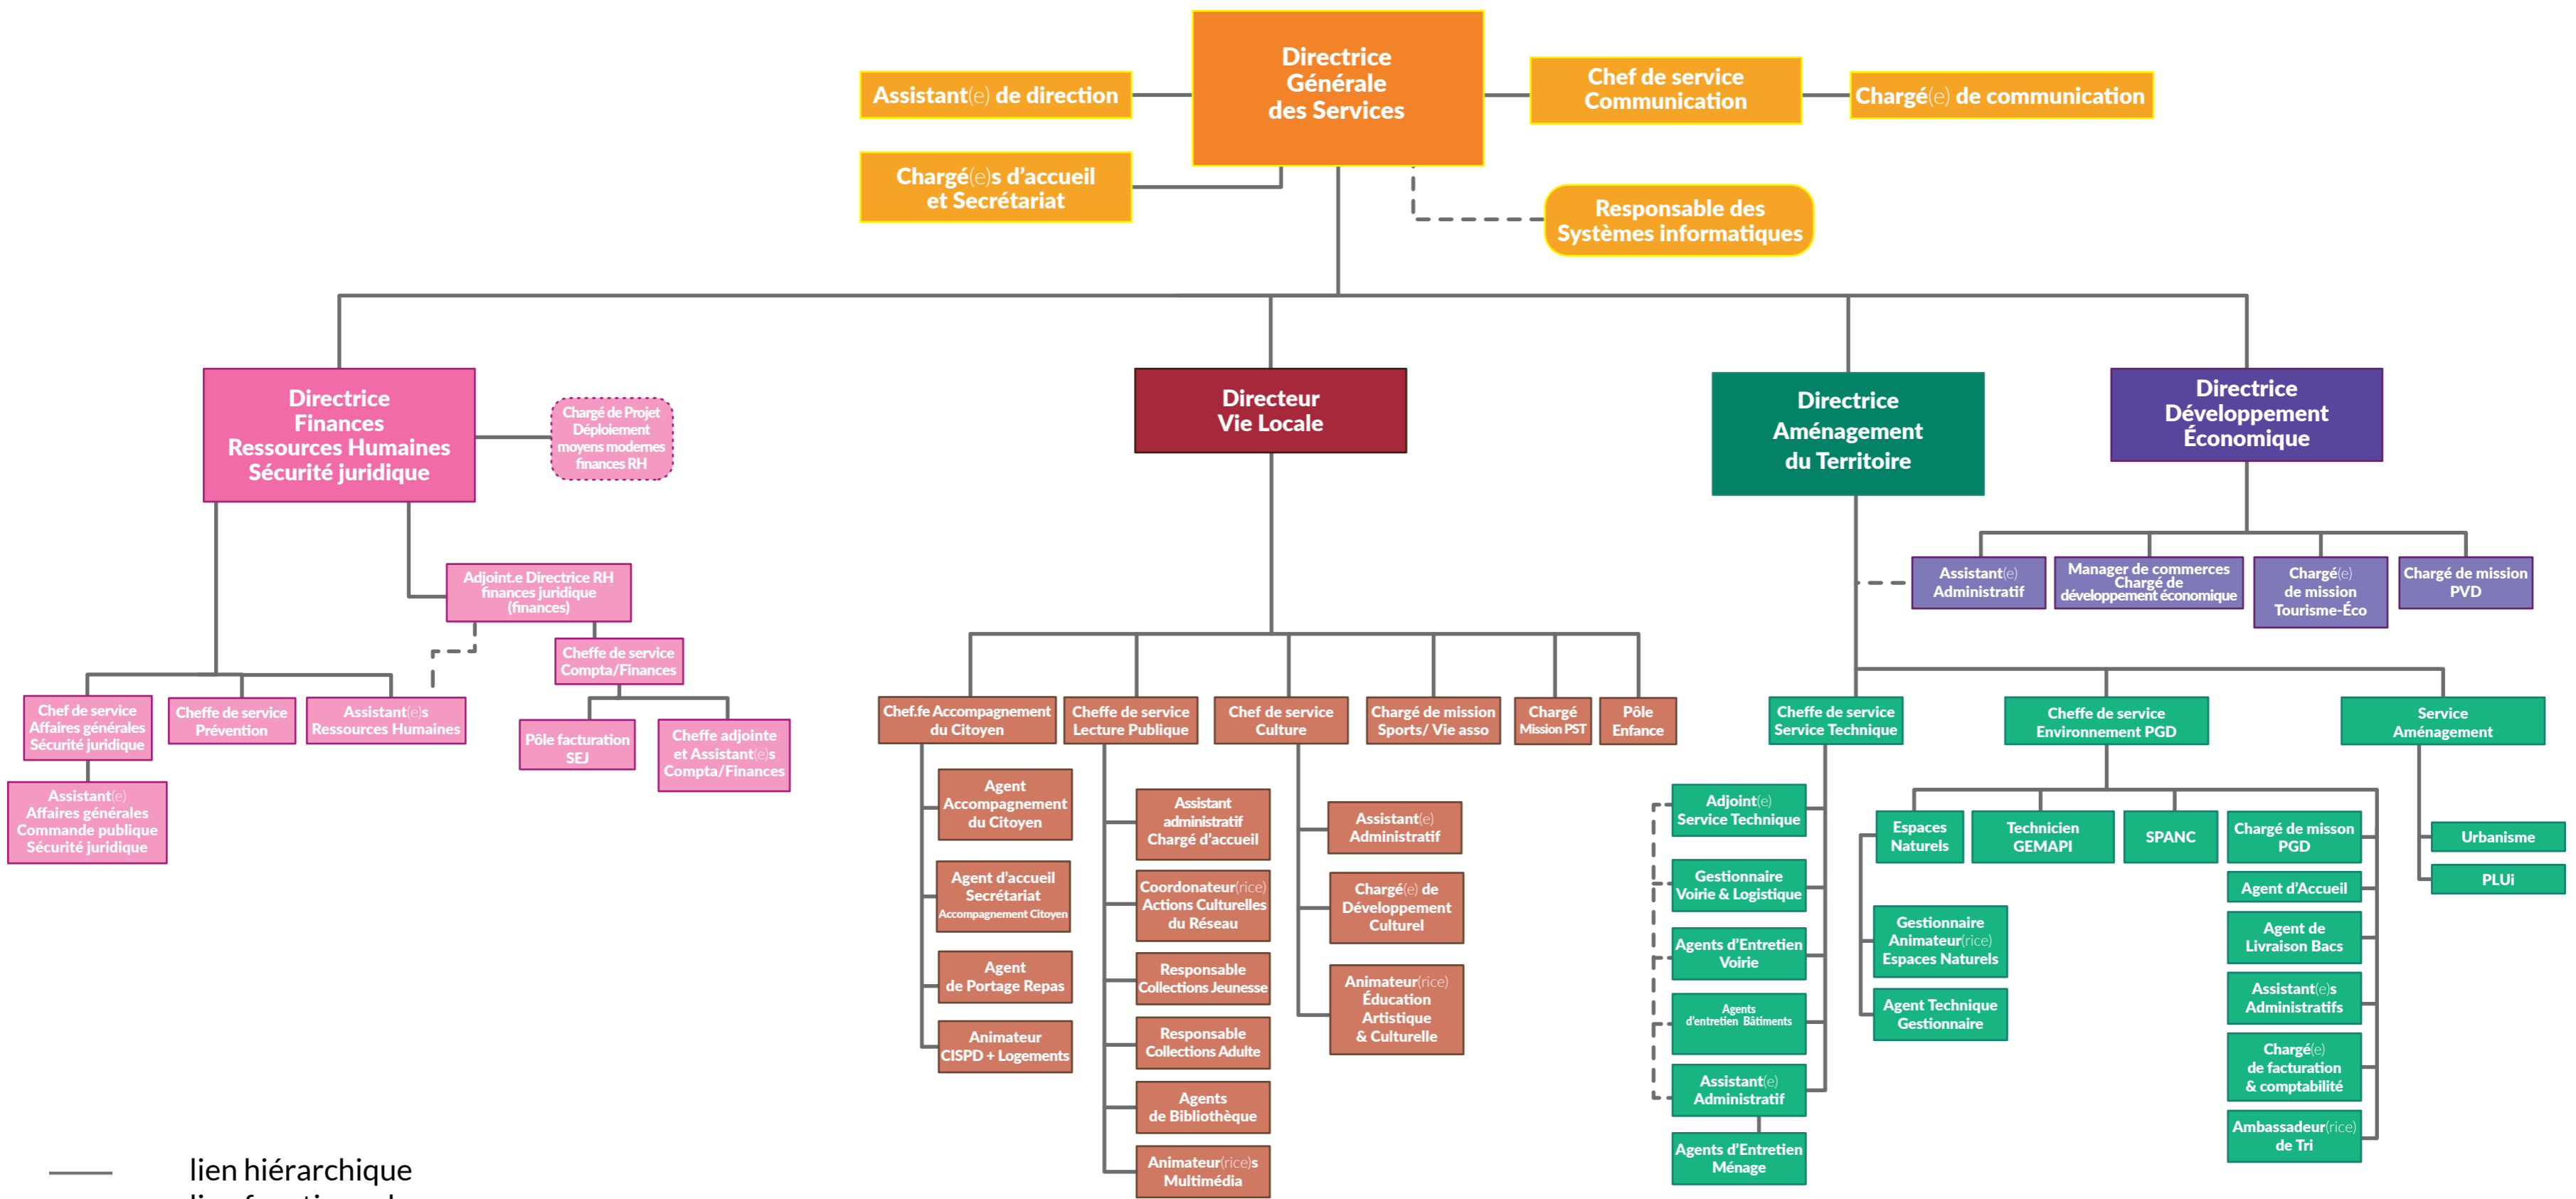 Directrice
Générale
des Services
Assistant(e) de direction
Chef de service
Communication
Chargé(e) de communication
Chargé(e)s d'accueil
et Secrétariat
Responsable des
Systèmes informatiques
Directrice
Finances
Ressources Humaines
Sécurité juridique
Chargé de Projet
Déploiement
moyens modernes
finances RH
Directeur
Vie Locale
Directrice
Aménagement
du Territoire
Directrice
Développement
Économique
Adjoint.e Directrice RH
finances juridique
(finances)
Cheffe de service
Compta/Finances
Assistant(e)
Administratif
Manager de commerces
Chargé de
développement économique
Chargé(e)
de mission
Tourisme-Éco
Chargé de mission
PVD
Chef de service
Affaires générales
Sécurité juridique
Cheffe de service
Prévention
Assistant(e)s
Ressources Humaines
Pôle facturation
SEJ
Cheffe adjointe
et Assistant(e)s
Compta/Finances
Assistant(e)
Affaires générales
Commande publique
Sécurité juridique
Chef.fe Accompagnement
du Citoyen
Cheffe de service
Lecture Publique
Chef de service
Culture
Chargé de mission
Sports/ Vie asso
Chargé
Mission PST
Pôle
Enfance
Agent
Accompagnement
du Citoyen
Agent d'accueil
Secrétariat
Accompagnement Citoyen
Agent
de Portage Repas
Animateur
CISPD + Logements
Assistant
administratif
Chargé d'accueil
Coordonateur(rice)
Actions Culturelles
du Réseau
Responsable
Collections Jeunesse
Responsable
Collections Adulte
Agents
de Bibliothèque
Animateur(rice)s
Multimédia
Assistant(e)
Administratif
Chargé(e) de
Développement
Culturel
Animateur(rice)
Éducation
Artistique
& Culturelle
Cheffe de service
Service Technique
Cheffe de service
Environnement PGD
Service
Aménagement
Adjoint(e)
Service Technique
Gestionnaire
Voirie & Logistique
Agents d'Entretien
Voirie
Agents
d'entretien Bâtiments
Assistant(e)
Administratif
Agents d'Entretien
Ménage
Espaces
Naturels
Technicien
GEMAPI
SPANC
Chargé de misson
PGD
Gestionnaire
Animateur(rice)
Espaces Naturels
Agent Technique
Gestionnaire
Agent d'Accueil
Agent de
Livraison Bacs
Assistant(e)s
Administratifs
Chargé(e)
de facturation
& comptabilité
Ambassadeur(rice)
de Tri
Urbanisme
PLUi
lien hiérarchique